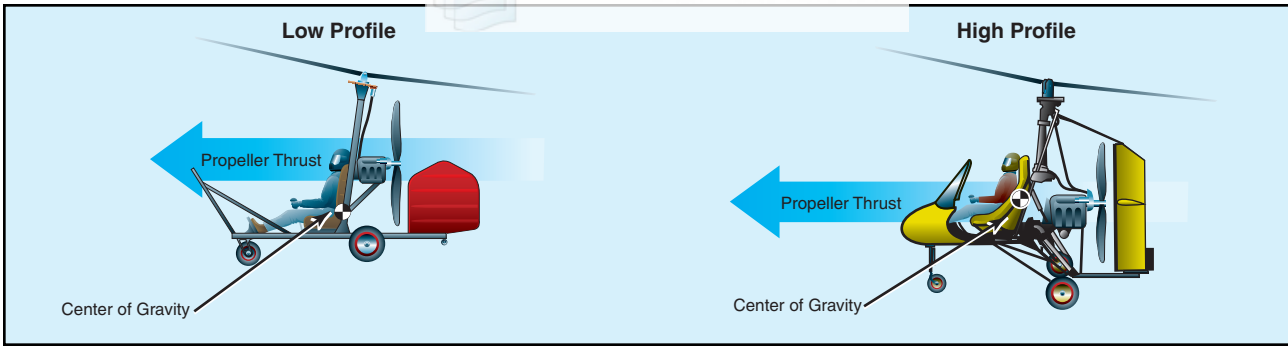 Low Profile
Propeller Thrust
Center of Gravity
High Profile
Propeller Thrust
Center of Gravity